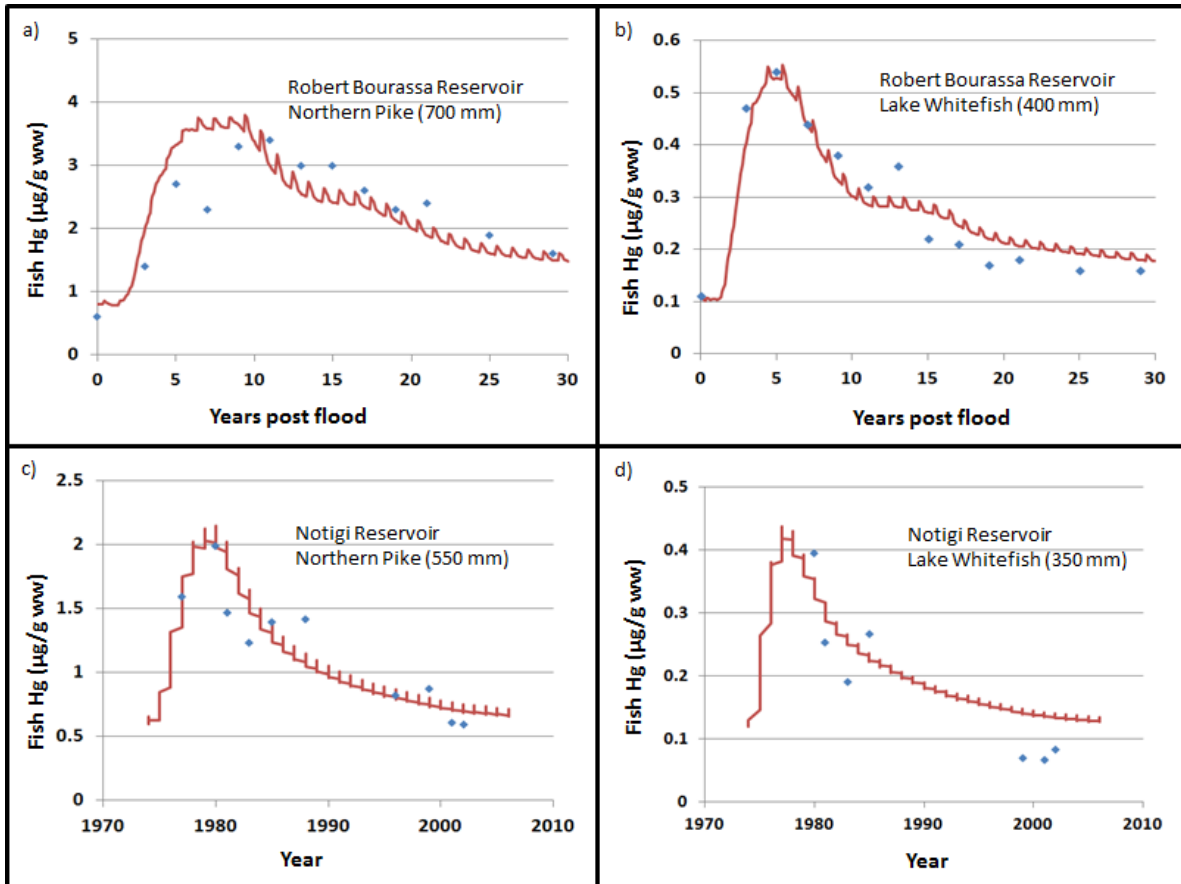 a)
Robert Bourassa Reservoir
Northern Pike (700 mm)
Fish Hg (µg/g ww)
5
4
3
2
1
0
0 5 10 15 20 25 30
Years post flood
b)
Robert Bourassa Reservoir
Lake Whitefish (400 mm)
Fish Hg (µg/g ww)
0.6
0.5
0.4
0.3
0.2
0.1
0
0 5 10 15 20 25 30
Years post flood
c)
Notigi Reservoir
Northern Pike (550 mm)
Fish Hg (µg/g ww)
2.5
2
1.5
1
0.5
0
1970 1980 1990 2000 2010
Year
d)
Notigi Reservoir
Lake Whitefish (350 mm)
Fish Hg (µg/g ww)
0.5
0.4
0.3
0.2
0.1
0
1970 1980 1990 2000 2010
Year